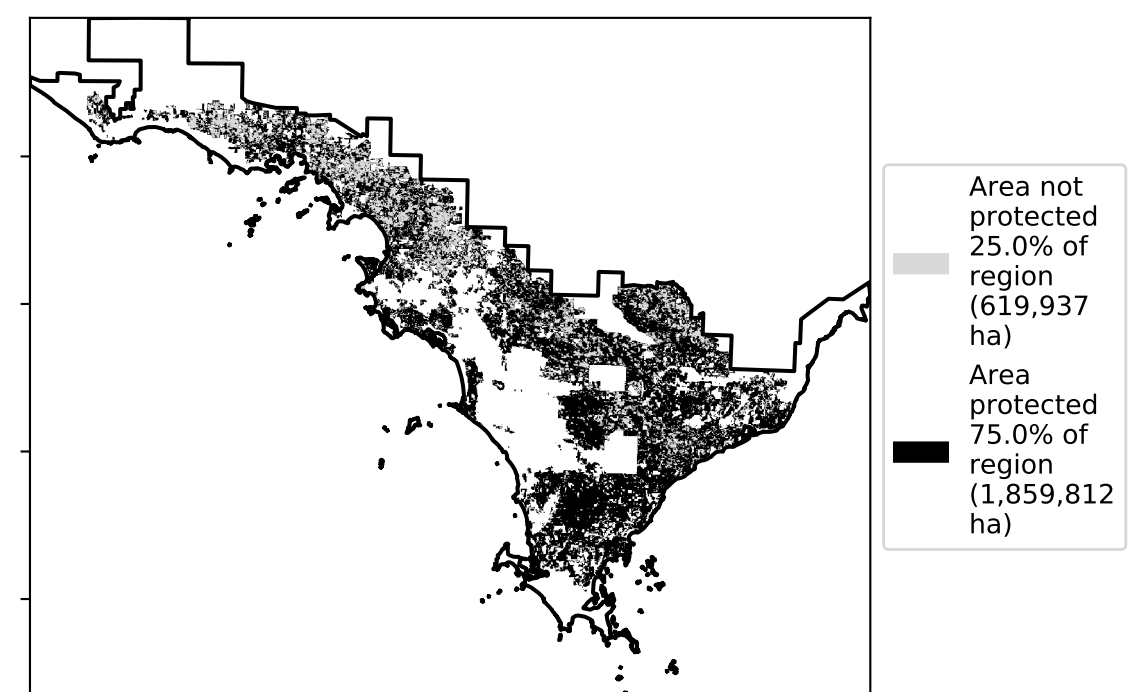 Area not
protected
25.0% of
region
(619,937
ha)
Area
protected
75.0% of
region
(1,859,812
ha)